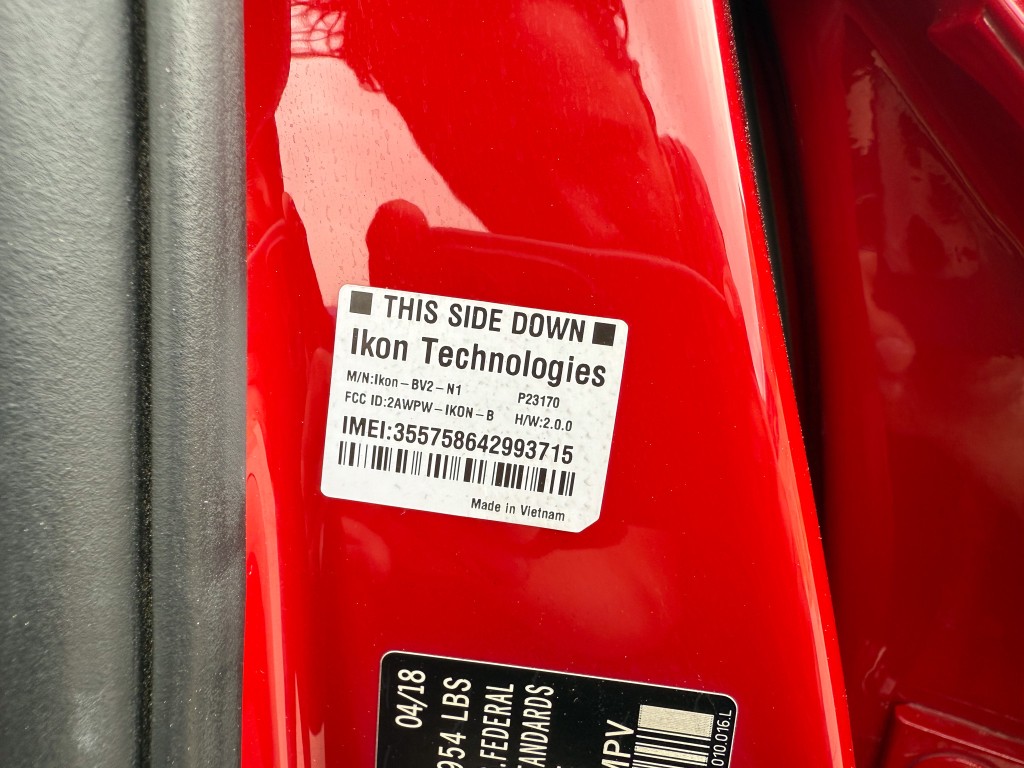 THIS SIDE DOWN
Ikon Technologies
M/N:Ikon-BV2-N1 P23170
FCC ID:2AWPW-IKON-B H/W:2.0.0
IMEI:355758642993715
Made in Vietnam
04/18
954 LBS
.FEDERAL
TANDARDS
MPV
010.016.L